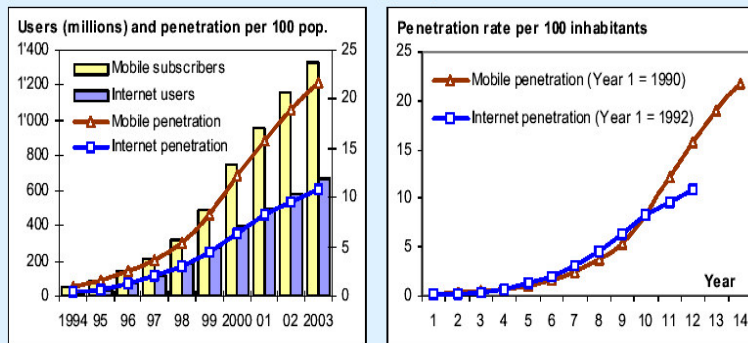 Users (millions) and penetration per 100 pop.
1'400
1'200
1'000
800
600
400
200
0
25
20
15
10
5
0
Mobile subscribers
Internet users
Mobile penetration
Internet penetration
1994 95 96 97 98 99 2000 01 02 2003
Penetration rate per 100 inhabitants
25
20
15
10
5
0
Mobile penetration (Year 1 = 1990)
Internet penetration (Year 1 = 1992)
Year
1 2 3 4 5 6 7 8 9 10 11 12 13 14